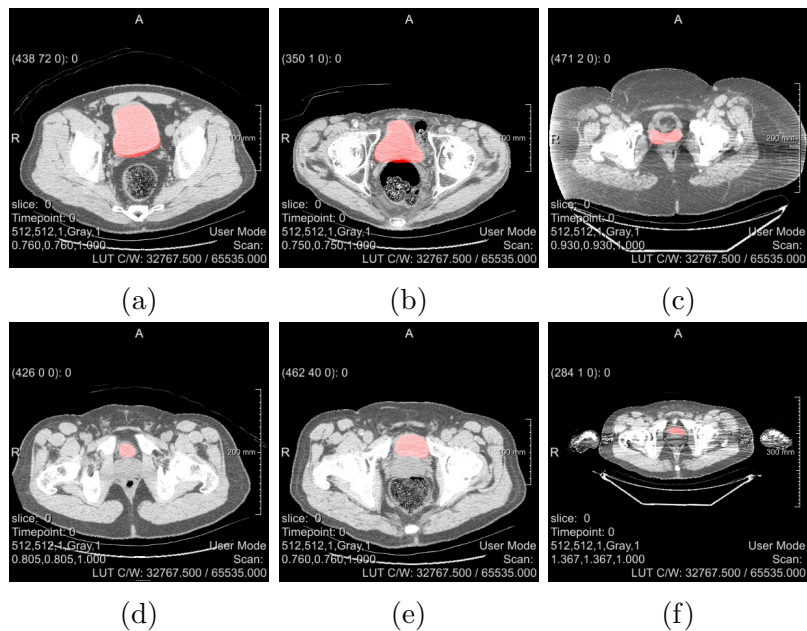 A
(438 72 0): 0
R
100 mm
slice: 0
Timepoint: 0
512,512,1,Gray,1
User Mode
0.760,0.760,1.000
Scan:
LUT C/W: 32767.500 / 65535.000
(a)
A
(350 1 0): 0
R
100 mm
slice: 0
Timepoint: 0
512,512,1,Gray,1
User Mode
0.750,0.750,1.000
Scan:
LUT C/W: 32767.500 / 65535.000
(b)
A
(471 2 0): 0
R
200 mm
slice: 0
Timepoint: 0
512,512,1,Gray,1
User Mode
0.930,0.930,1.000
Scan:
LUT C/W: 32767.500 / 65535.000
(c)
A
(426 0 0): 0
R
200 mm
slice: 0
Timepoint: 0
512,512,1,Gray,1
User Mode
0.805,0.805,1.000
Scan:
LUT C/W: 32767.500 / 65535.000
(d)
A
(462 40 0): 0
R
100 mm
slice: 0
Timepoint: 0
512,512,1,Gray,1
User Mode
0.760,0.760,1.000
Scan:
LUT C/W: 32767.500 / 65535.000
(e)
A
(284 1 0): 0
R
300 mm
slice: 0
Timepoint: 0
512,512,1,Gray,1
User Mode
1.367,1.367,1.000
Scan:
LUT C/W: 32767.500 / 65535.000
(f)